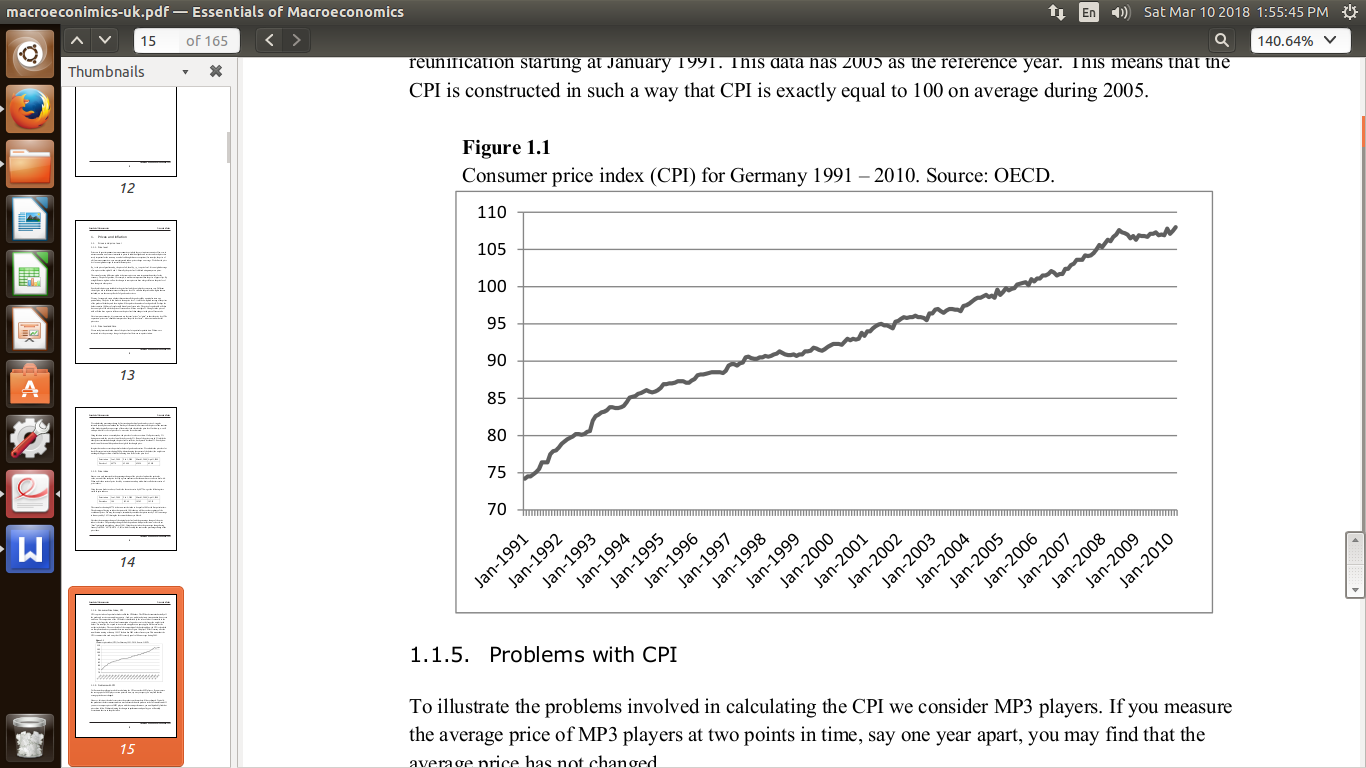 macroeconimics-uk.pdf — Essentials of Macroeconomics
En
Sat Mar 10 2018 1:55:45 PM
15 of 165
140.64%
Thumbnails
12
13
14
15
reunification starting at January 1991. This data has 2005 as the reference year. This means that the
CPI is constructed in such a way that CPI is exactly equal to 100 on average during 2005.
Figure 1.1
Consumer price index (CPI) for Germany 1991 – 2010. Source: OECD.
110
105
100
95
90
85
80
75
70
Jan-1991
Jan-1992
Jan-1993
Jan-1994
Jan-1995
Jan-1996
Jan-1997
Jan-1998
Jan-1999
Jan-2000
Jan-2001
Jan-2002
Jan-2003
Jan-2004
Jan-2005
Jan-2006
Jan-2007
Jan-2008
Jan-2009
Jan-2010
1.1.5. Problems with CPI
To illustrate the problems involved in calculating the CPI we consider MP3 players. If you measure
the average price of MP3 players at two points in time, say one year apart, you may find that the
average price has not changed